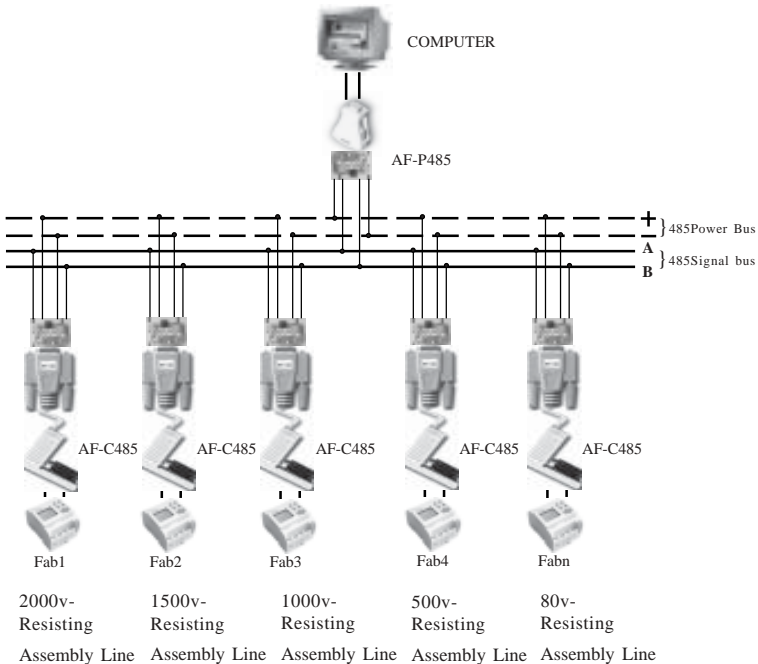 COMPUTER
AF-P485
+
485Power Bus
–
A
485Signal bus
B
AF-C485 AF-C485 AF-C485 AF-C485 AF-C485
Fab1 Fab2 Fab3 Fab4 Fabn
2000v- 1500v- 1000v- 500v- 80v-
Resisting Resisting Resisting Resisting Resisting
Assembly Line Assembly Line Assembly Line Assembly Line Assembly Line